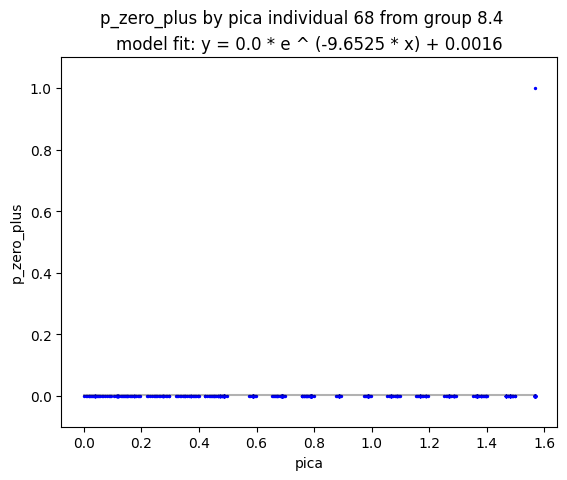 p_zero_plus by pica individual 68 from group 8.4
model fit: y = 0.0 * e ^ (-9.6525 * x) + 0.0016
1.0
0.8
0.6
0.4
0.2
0.0
p_zero_plus
0.0 0.2 0.4 0.6 0.8 1.0 1.2 1.4 1.6
pica